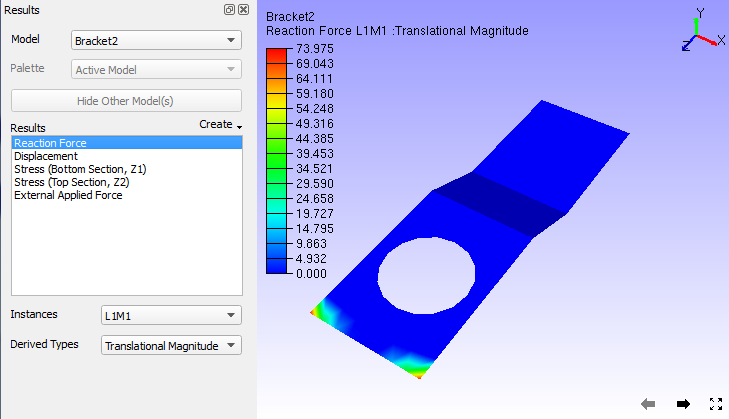 Results
Model
Bracket2
Palette
Active Model
Hide Other Model(s)
Results
Create
Reaction Force
Displacement
Stress (Bottom Section, Z1)
Stress (Top Section, Z2)
External Applied Force
Instances
L1M1
Derived Types
Translational Magnitude
Bracket2
Reaction Force L1M1 :Translational Magnitude
73.975
69.043
64.111
59.180
54.248
49.316
44.385
39.453
34.521
29.590
24.658
19.727
14.795
9.863
4.932
0.000
Y
X
Z